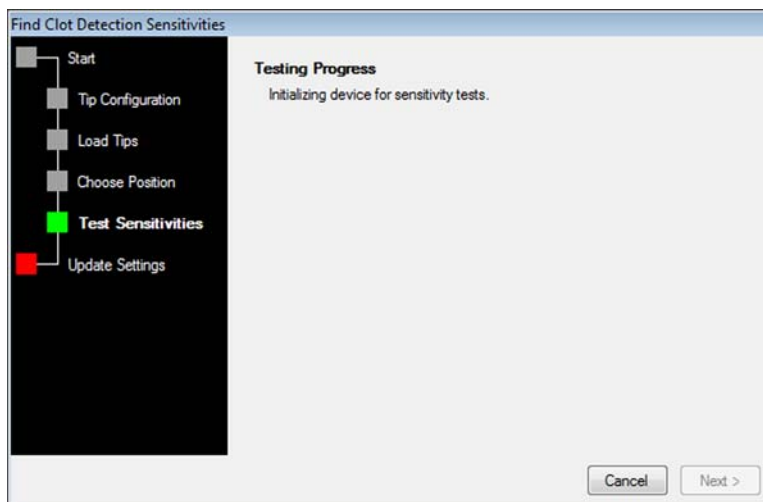 Find Clot Detection Sensitivities
Start
Tip Configuration
Load Tips
Choose Position
Test Sensitivities
Update Settings
Testing Progress
Initializing device for sensitivity tests.
Cancel
Next >